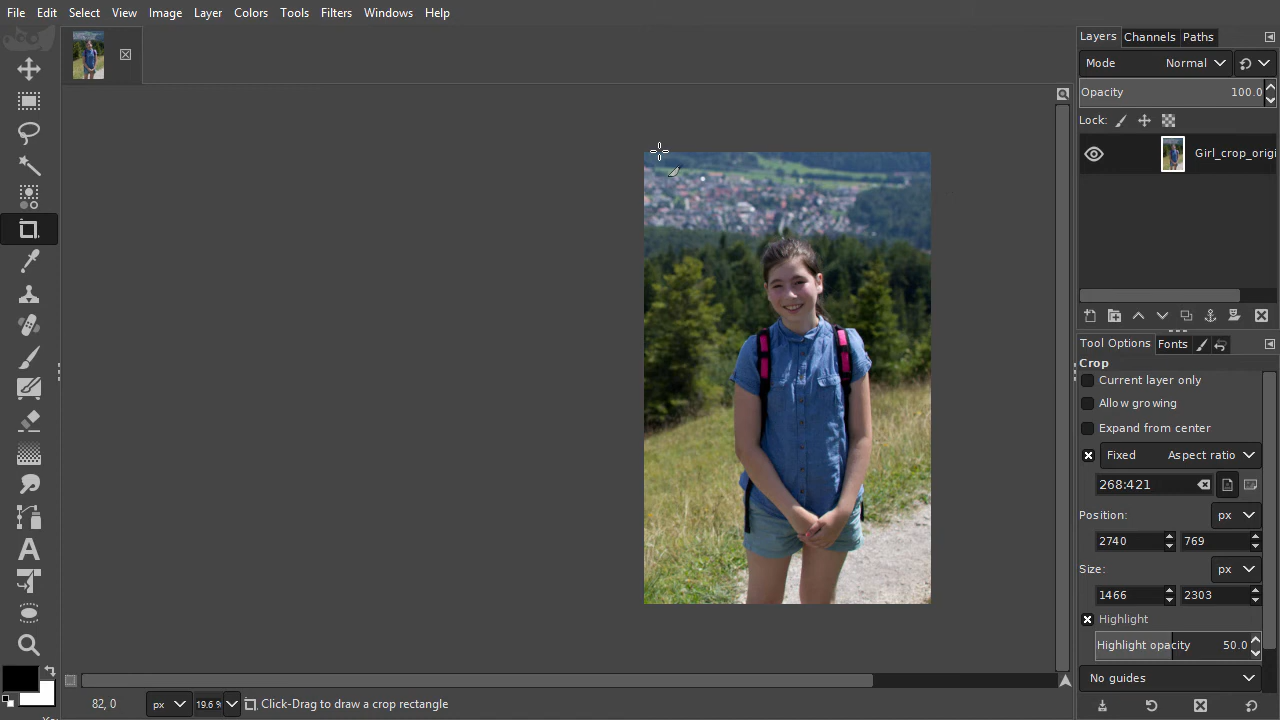 File Edit Select View Image Layer Colors Tools Filters Windows Help
Layers Channels Paths
Mode Normal
Opacity 100.0
Lock:
Girl_crop_origi
Tool Options Fonts
Crop
Current layer only
Allow growing
Expand from center
Fixed Aspect ratio
268:421
Position: px
2740 769
Size: px
1466 2303
Highlight
Highlight opacity 50.0
No guides
82, 0 px 19.6 % Click-Drag to draw a crop rectangle